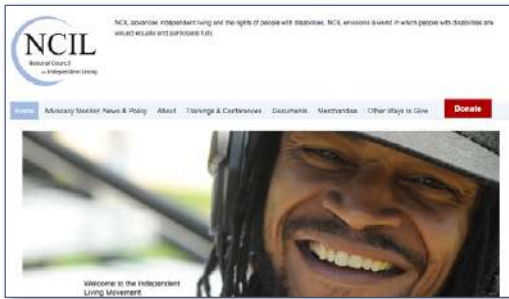 NCIL advances independent living and the rights of people with disabilities. NCIL envisions a world in which people with disabilities are
valued equally and participate fully.
NCIL
National Council
on Independent Living
Home Advocacy Monitor: News & Policy About Trainings & Conferences Documents Merchandise Other Ways to Give Donate
Welcome to the Independent
Living Movement